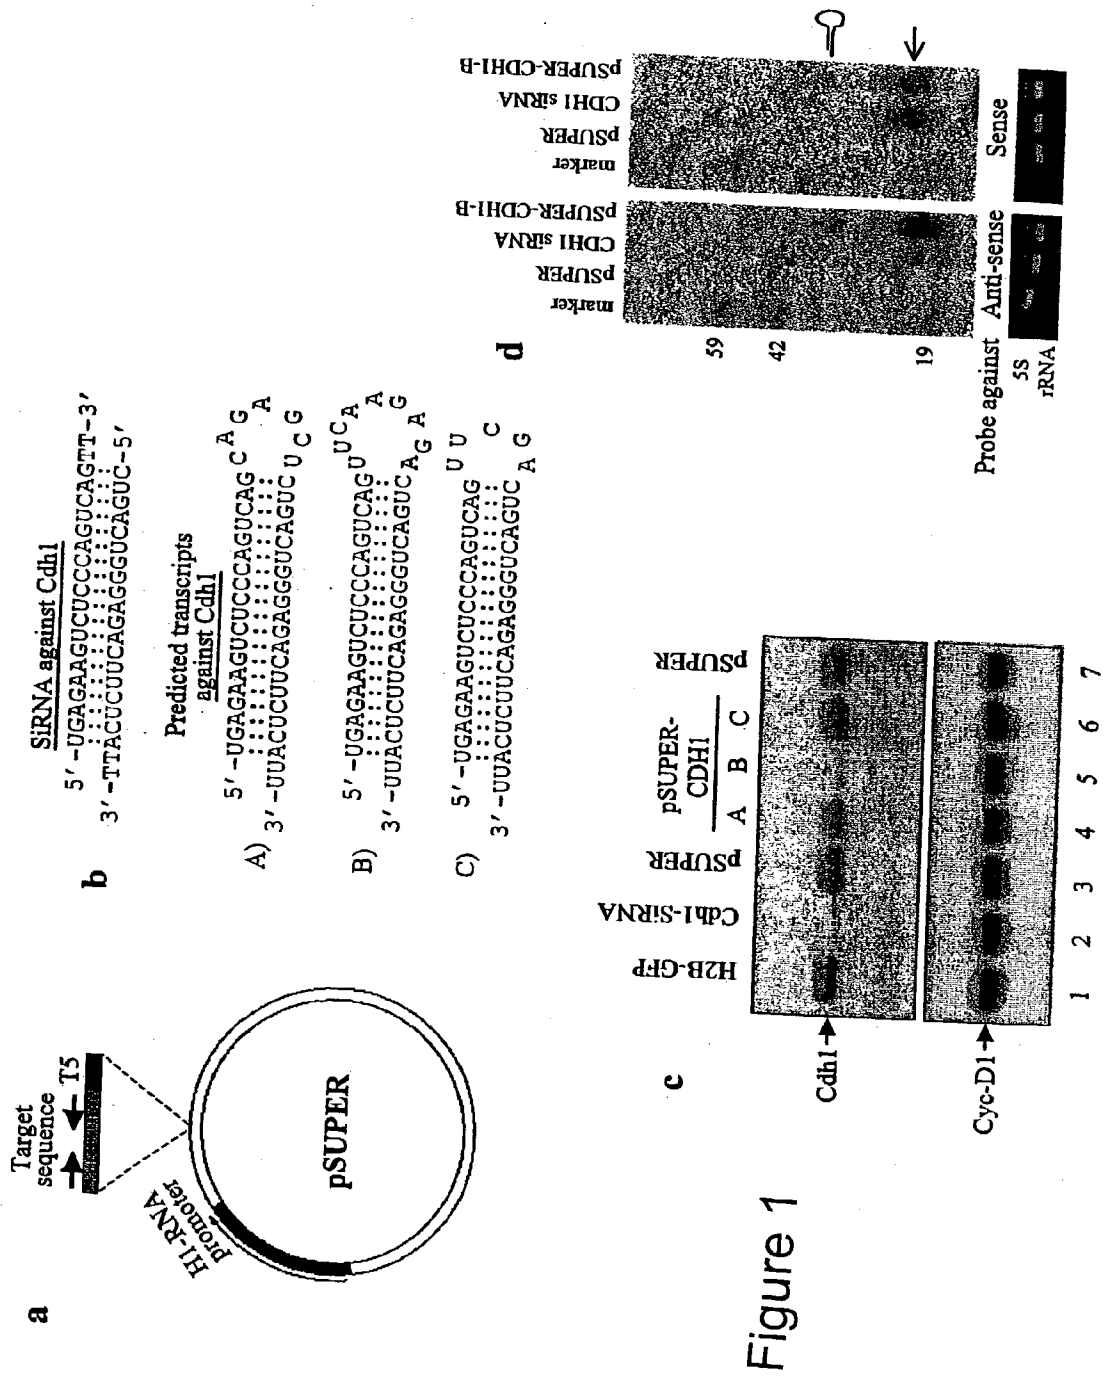 a
Target
sequence
T5
H1-RNA
promoter
pSUPER
b
SiRNA against Cdh1
5'-UGAGAAGUCUCCCAGUCAGTT-3'
3'-TTACUCUUCAGAGGGUCAGUC-5'
Predicted transcripts
against Cdh1
A)
5'-UGAGAAGUCUCCCAGUCAG
C A G A
G C U
3'-UUACUCUUCAGAGGGUCAGUC
B)
5'-UGAGAAGUCUCCCAGUCAG
U U C A A G
A G A
3'-UUACUCUUCAGAGGGUCAGUC
C)
5'-UGAGAAGUCUCCCAGUCAG
U U C
G A
3'-UUACUCUUCAGAGGGUCAGUC
c
H2B-GFP
Cdh1-SiRNA
pSUPER
pSUPER-
CDH1
A B C
pSUPER
Cdh1
Cyc-D1
1 2 3 4 5 6 7
d
marker
pSUPER
CDH1 siRNA
pSUPER-CDH1-B
marker
pSUPER
CDH1 siRNA
pSUPER-CDH1-B
59
42
19
Probe against Anti-sense Sense
5S
rRNA
Figure 1